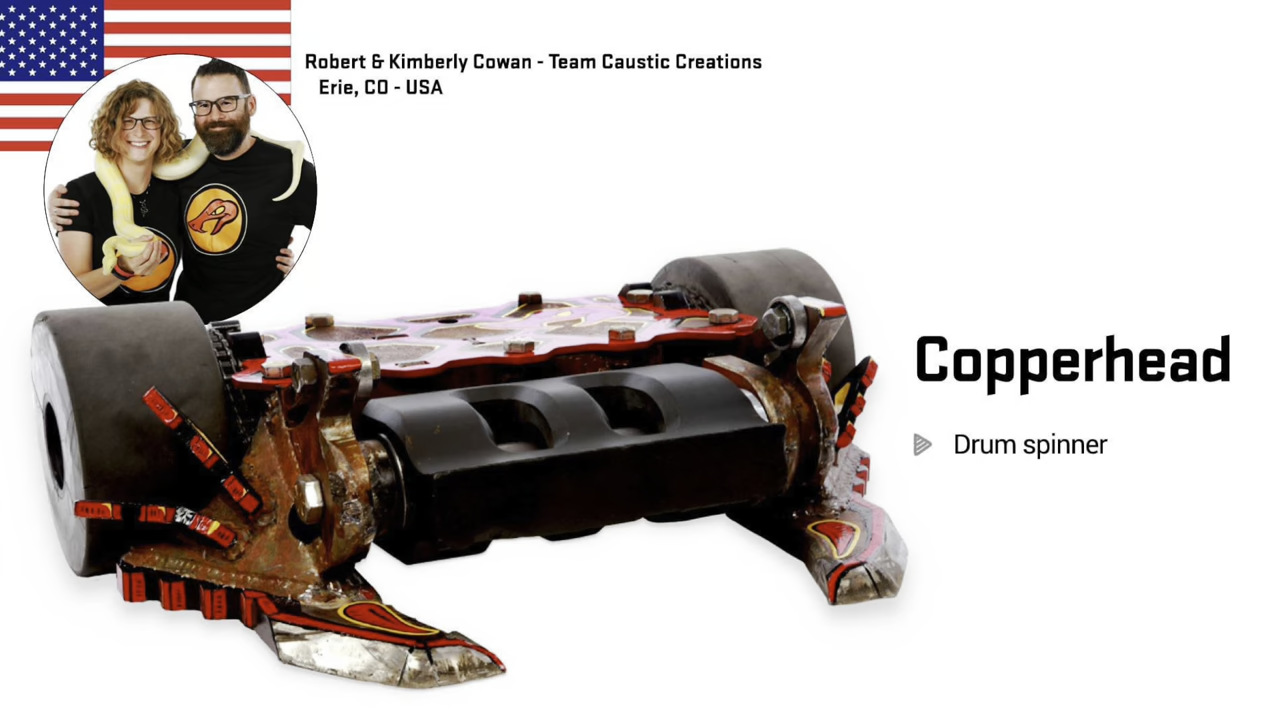 Robert & Kimberly Cowan - Team Caustic Creations
Erie, CO - USA
Copperhead
Drum spinner